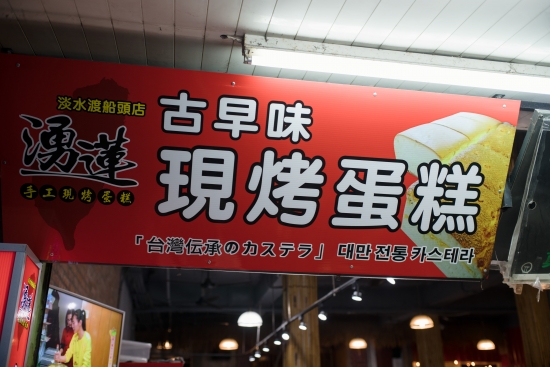 淡水渡船頭店
湧蓮
手工現烤蛋糕
古早味
現烤蛋糕
「台灣伝承のカステラ」 대만 전통 카스테라